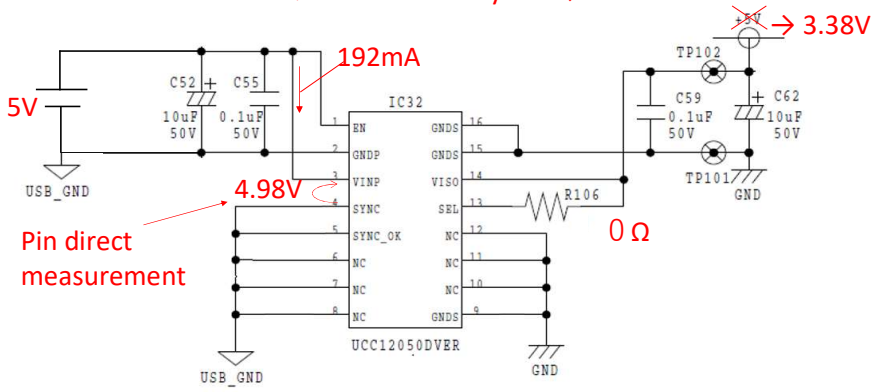 +5V → 3.38V
192mA
TP102
C52 + C55
IC32
C59 + C62
5V
10uF 0.1uF
0.1uF 10uF
50V 50V
50V 50V
1 EN GNDS 16
2 GNDP GNDS 15
TP101
USB_GND
3 VINP VISO 14
GND
4.98V
R106
4 SYNC SEL 13
0 Ω
Pin direct
measurement
5 SYNC_OK NC 12
6 NC NC 11
7 NC NC 10
8 NC GNDS 9
UCC12050DVER
USB_GND
GND